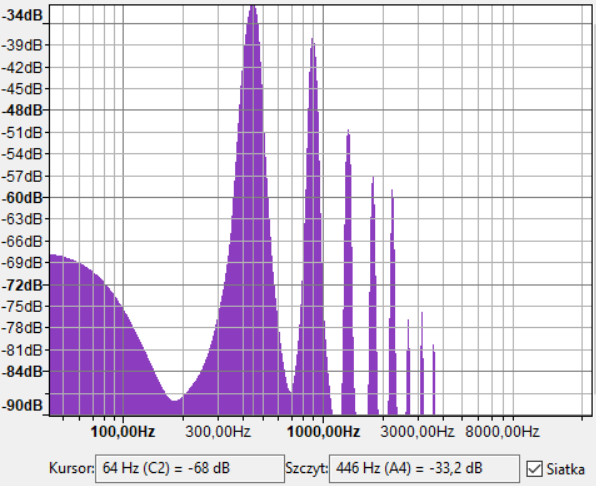 -34dB
-39dB
-42dB
-45dB
-48dB
-51dB
-54dB
-57dB
-60dB
-63dB
-66dB
-69dB
-72dB
-75dB
-78dB
-81dB
-84dB
-90dB
100,00Hz 300,00Hz 1000,00Hz 3000,00Hz 8000,00Hz
Kursor: 64 Hz (C2) = -68 dB Szczyt: 446 Hz (A4) = -33,2 dB Siatka